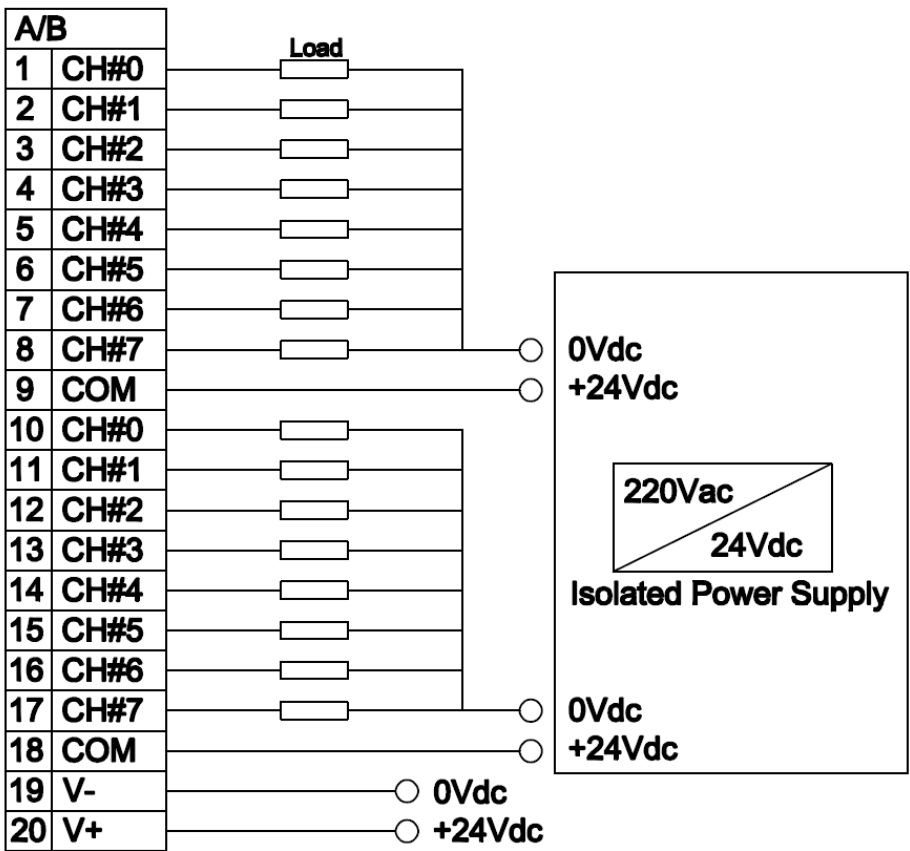 A/B
Load
1 CH#0
2 CH#1
3 CH#2
4 CH#3
5 CH#4
6 CH#5
7 CH#6
8 CH#7 0Vdc
9 COM +24Vdc
10 CH#0
11 CH#1
12 CH#2
220Vac
13 CH#3
24Vdc
14 CH#4
Isolated Power Supply
15 CH#5
16 CH#6
17 CH#7 0Vdc
18 COM +24Vdc
19 V- 0Vdc
20 V+ +24Vdc